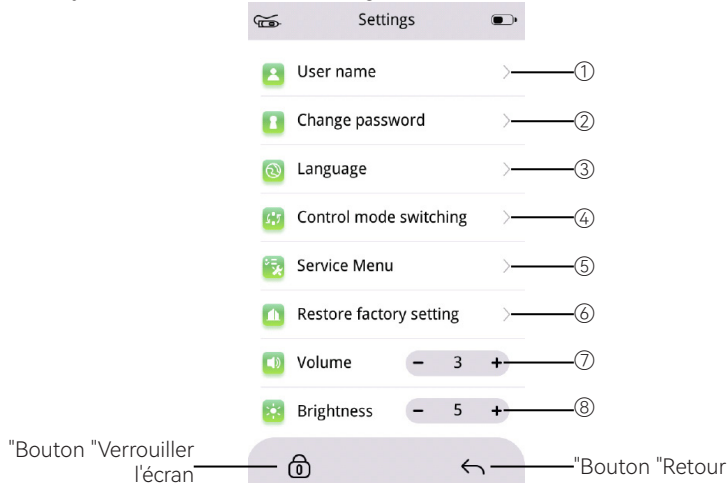 Settings
User name ①
Change password ②
Language ③
Control mode switching ④
Service Menu ⑤
Restore factory setting ⑥
Volume - 3 + ⑦
Brightness - 5 + ⑧
"Bouton "Verrouiller
l'écran
"Bouton "Retour